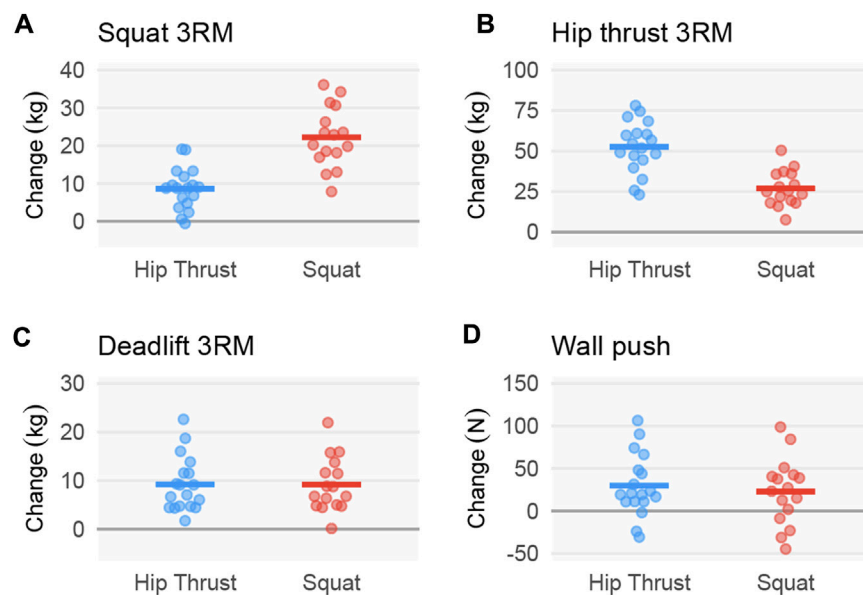 A Squat 3RM
Change (kg)
40
30
20
10
0
Hip Thrust Squat
B Hip thrust 3RM
Change (kg)
100
75
50
25
0
Hip Thrust Squat
C Deadlift 3RM
Change (kg)
30
20
10
0
Hip Thrust Squat
D Wall push
Change (N)
150
100
50
0
-50
Hip Thrust Squat